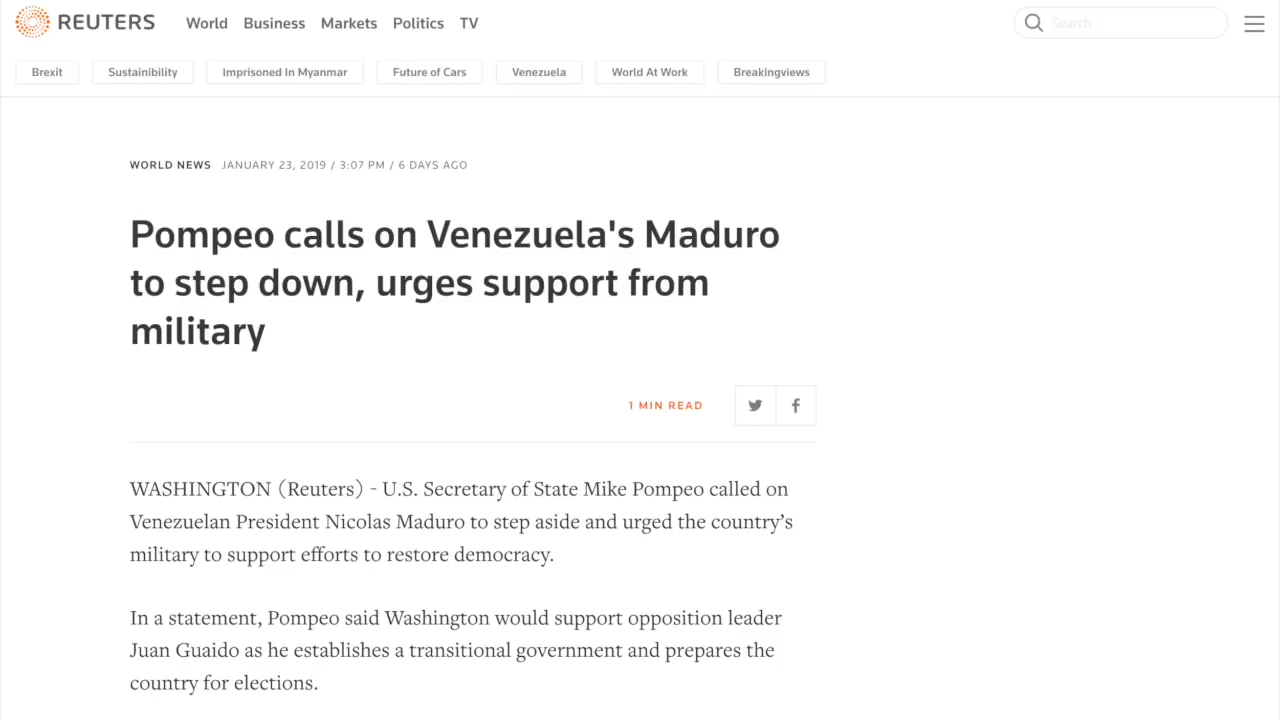 REUTERS World Business Markets Politics TV Search...
Brexit Sustainibility Imprisoned In Myanmar Future of Cars Venezuela World At Work Breakingviews
WORLD NEWS JANUARY 23, 2019 / 3:07 PM / 6 DAYS AGO
Pompeo calls on Venezuela's Maduro
to step down, urges support from
military
1 MIN READ
WASHINGTON (Reuters) - U.S. Secretary of State Mike Pompeo called on
Venezuelan President Nicolas Maduro to step aside and urged the country’s
military to support efforts to restore democracy.
In a statement, Pompeo said Washington would support opposition leader
Juan Guaido as he establishes a transitional government and prepares the
country for elections.